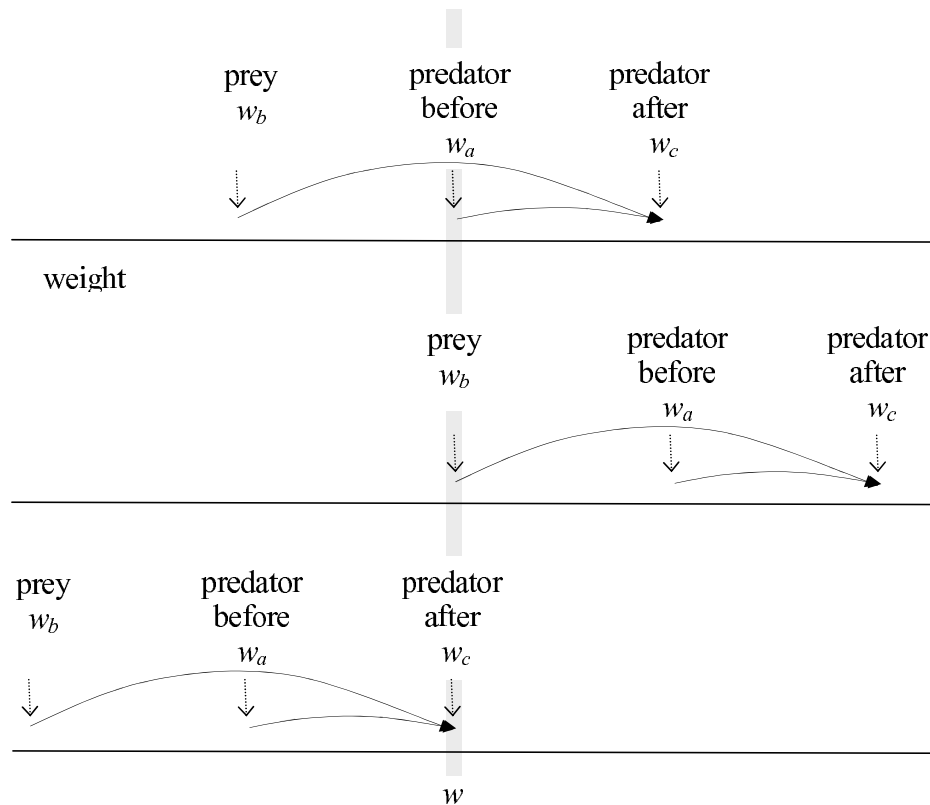 prey
w_b
predator
before
w_a
predator
after
w_c
weight
prey
w_b
predator
before
w_a
predator
after
w_c
prey
w_b
predator
before
w_a
predator
after
w_c
w